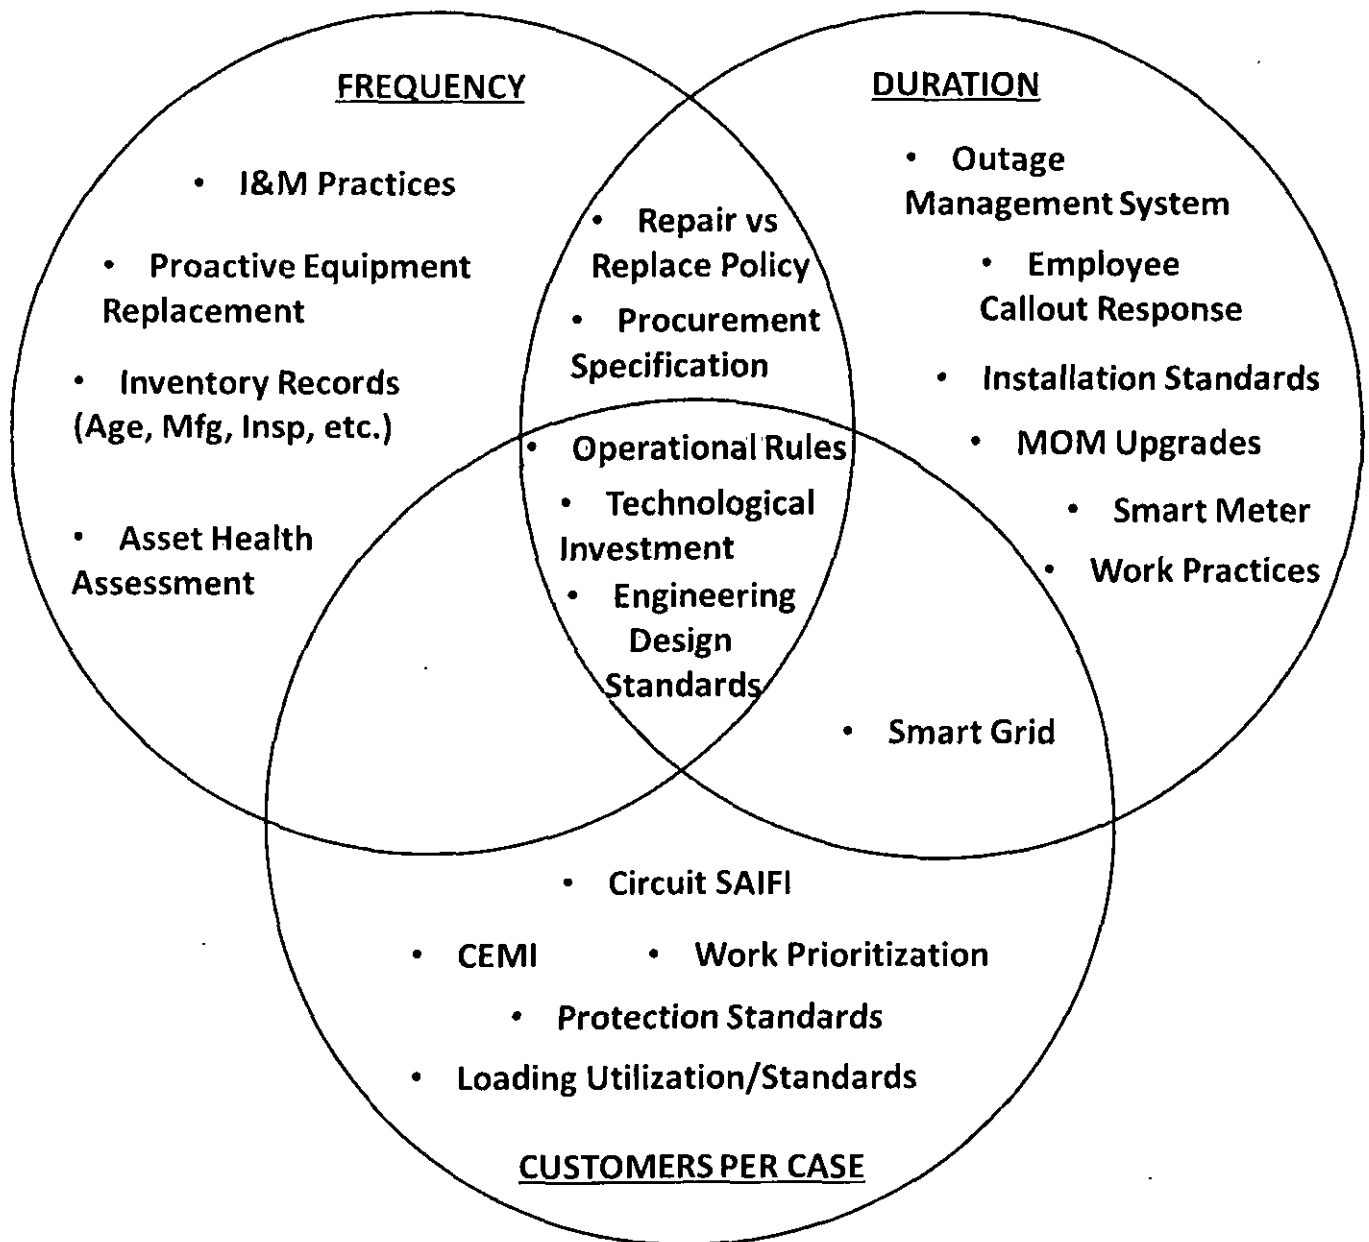 FREQUENCY
• I&M Practices
• Proactive Equipment
Replacement
• Inventory Records
(Age, Mfg, Insp, etc.)
• Asset Health
Assessment
• Repair vs
Replace Policy
• Procurement
Specification
• Operational Rules
• Technological
Investment
• Engineering
Design
Standards
DURATION
• Outage
Management System
• Employee
Callout Response
• Installation Standards
• MOM Upgrades
• Smart Meter
• Work Practices
• Smart Grid
• Circuit SAIFI
• CEMI
• Work Prioritization
• Protection Standards
• Loading Utilization/Standards
CUSTOMERS PER CASE